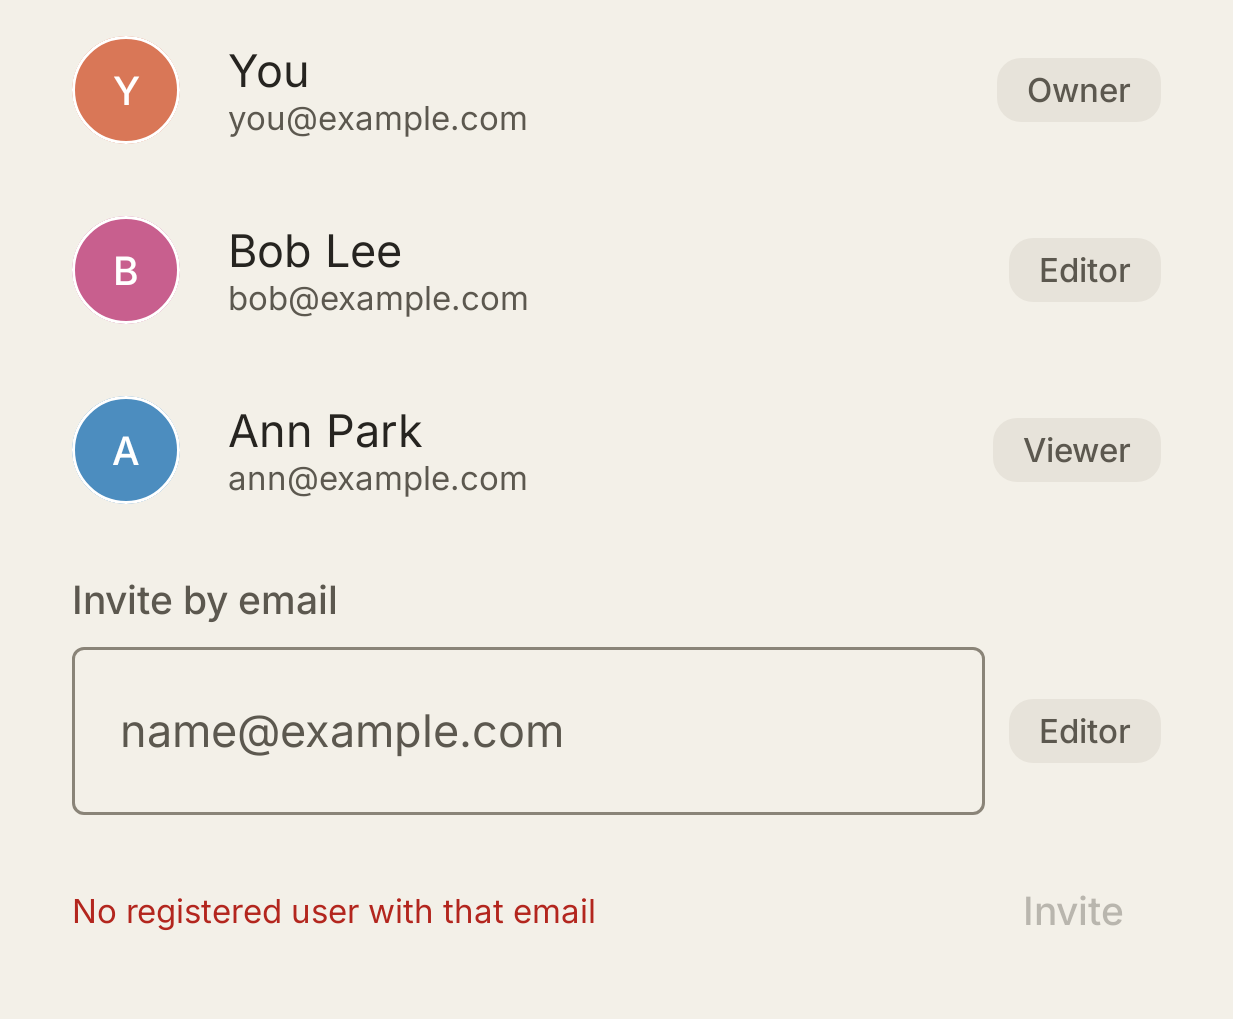 Y
You
you@example.com
Owner
B
Bob Lee
bob@example.com
Editor
A
Ann Park
ann@example.com
Viewer
Invite by email
name@example.com
Editor
No registered user with that email
Invite